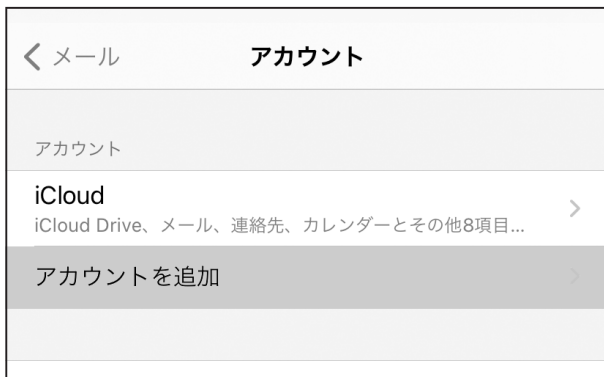 メール
アカウント
アカウント
iCloud
iCloud Drive、メール、連絡先、カレンダーとその他8項目...
アカウントを追加